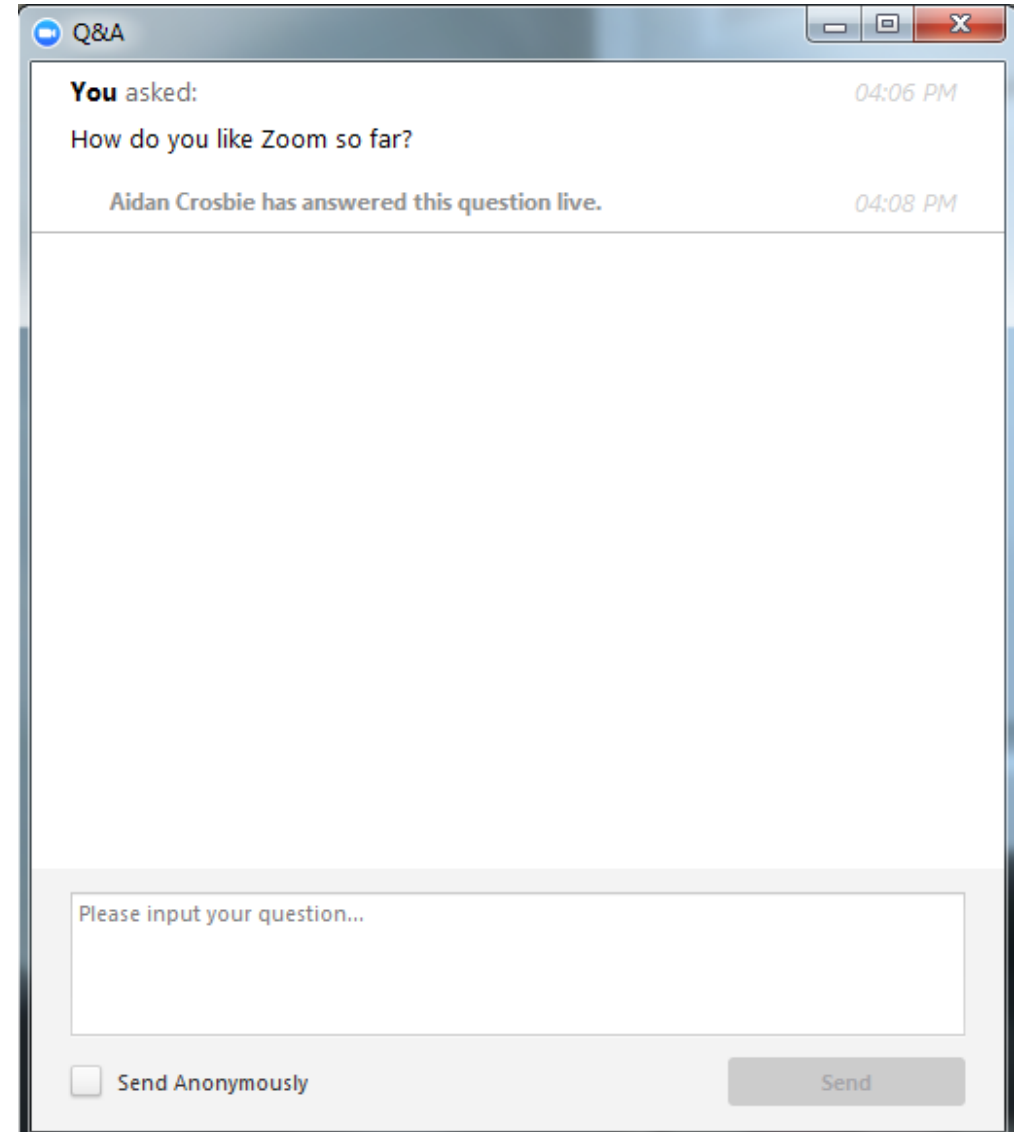 Q&A
You asked: 04:06 PM
How do you like Zoom so far?
Aidan Crosbie has answered this question live. 04:08 PM
Please input your question...
Send Anonymously Send